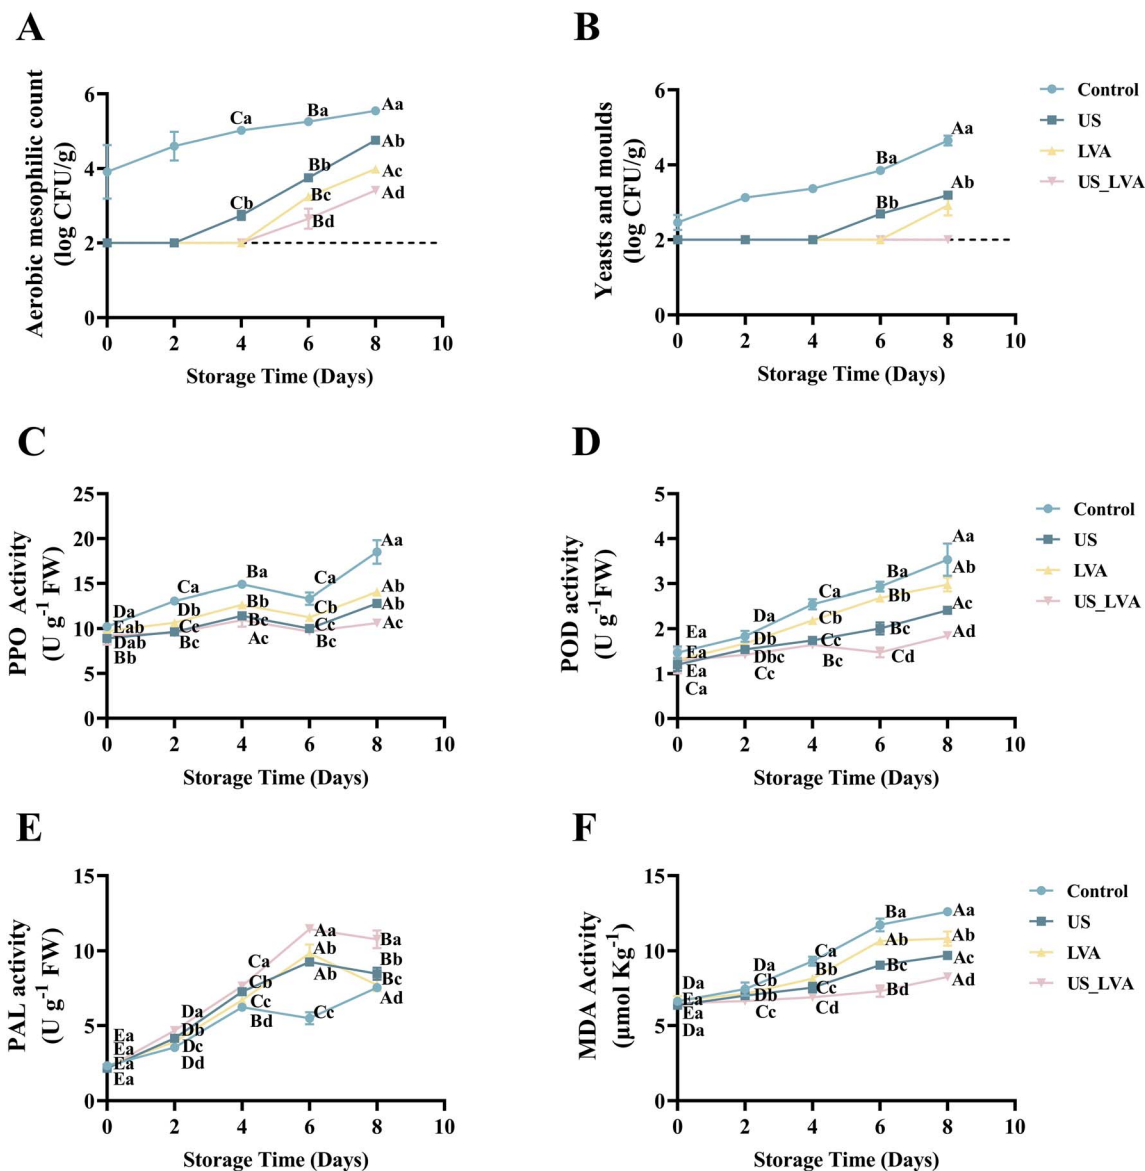 A
Aerobic mesophilic count
(log CFU/g)
6
4
2
0
0 2 4 6 8 10
Storage Time (Days)
Ca
Ba
Aa
Cb
Bb
Ab
Bc
Ac
Bd
Ad
B
Yeasts and moulds
(log CFU/g)
6
4
2
0
0 2 4 6 8 10
Storage Time (Days)
Ba
Aa
Bb
Ab
Control
US
LVA
US_LVA
C
PPO Activity
(U g-1 FW)
25
20
15
10
5
0
0 2 4 6 8 10
Storage Time (Days)
Da
Eab
Dab
Bb
Ca
Db
Cc
Bc
Ba
Bb
Bc
Ac
Ca
Cb
Cc
Bc
Aa
Ab
Ab
Ac
D
POD activity
(U g-1FW)
5
4
3
2
1
0
0 2 4 6 8 10
Storage Time (Days)
Ea
Ea
Ea
Ca
Da
Db
Dbc
Cc
Ca
Cb
Cc
Bc
Ba
Bb
Bc
Cd
Aa
Ab
Ac
Ad
Control
US
LVA
US_LVA
E
PAL activity
(U g-1 FW)
15
10
5
0
0 2 4 6 8 10
Storage Time (Days)
Ea
Ea
Ea
Ea
Da
Db
Dc
Dd
Ca
Cb
Cc
Bd
Aa
Ab
Ab
Cc
Ba
Bb
Bc
Ad
F
MDA Activity
(μmol Kg-1)
15
10
5
0
0 2 4 6 8 10
Storage Time (Days)
Da
Ea
Ea
Da
Da
Cb
Db
Cc
Ca
Bb
Cc
Cd
Ba
Ab
Bc
Bd
Aa
Ab
Ac
Ad
Control
US
LVA
US_LVA